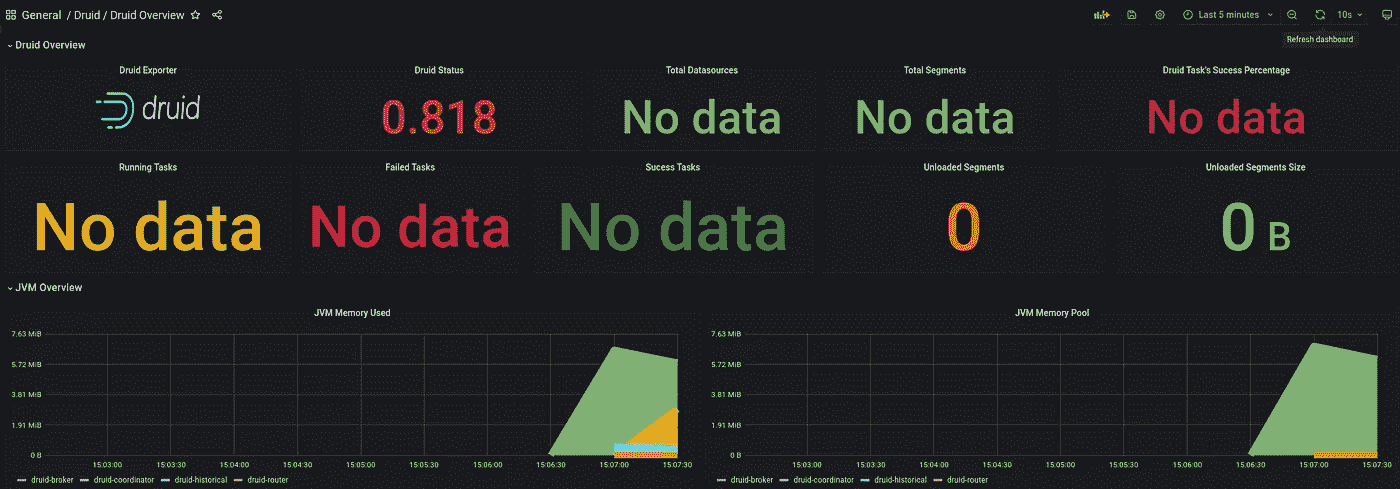 General / Druid / Druid Overview
Last 5 minutes
10s
Refresh dashboard
Druid Overview
Druid Exporter
druid
Druid Status
0.818
Total Datasources
No data
Total Segments
No data
Druid Task's Sucess Percentage
No data
Running Tasks
No data
Failed Tasks
No data
Sucess Tasks
No data
Unloaded Segments
0
Unloaded Segments Size
0 B
JVM Overview
JVM Memory Used
7.63 MiB
5.72 MiB
3.81 MiB
1.91 MiB
0 B
15:03:00 15:03:30 15:04:00 15:04:30 15:05:00 15:05:30 15:06:00 15:06:30 15:07:00 15:07:30
druid-broker druid-coordinator druid-historical druid-router
JVM Memory Pool
7.63 MiB
5.72 MiB
3.81 MiB
1.91 MiB
0 B
15:03:00 15:03:30 15:04:00 15:04:30 15:05:00 15:05:30 15:06:00 15:06:30 15:07:00 15:07:30
druid-broker druid-coordinator druid-historical druid-router